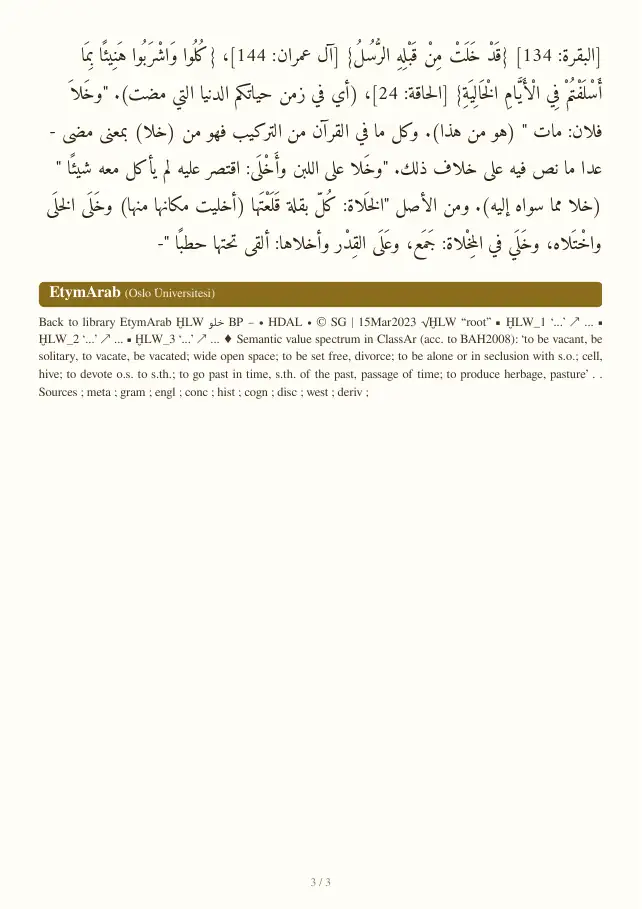 [البقرة: 134] {قَدْ خَلَتْ مِنْ قَبْلِهِ الرُّسُلُ} [آل عمران: 144]، {كُلُوا وَاشْرَبُوا هَنِيئًا بِمَا
أَسْلَفْتُمْ فِي الْأَيَّامِ الْخَالِيَةِ} [الحاقة: 24]، (أي في زمن حياتكم الدنيا التي مضت). "وخَلاَ
فلان: مات " (هو من هذا). وكل ما في القرآن من التركيب فهو من (خلا) بمعنى مضى -
عدا ما نص فيه على خلاف ذلك. "وخَلا على اللبن وأَخْلَى: اقتصر عليه لم يأكل معه شيئًا "
(خلا مما سواه إليه). ومن الأصل "الخَلاة: كُلّ بقلة قَلَعْتَها (أخليت مكانها منها) وخَلَى الخلَى
واخْتَلاه، وخَلَي في المِخْلاة: جَمَع، وعَلَى القِدْر وأخلاها: ألقى تحتها حطبًا "-
EtymArab (Oslo Üniversitesi)
Back to library EtymArab ḪLW خلو BP – • HDAL • © SG | 15Mar2023 √ḪLW “root” ▪ ḪLW_1 ‘...’ ↗ ... ▪
ḪLW_2 ‘...’ ↗ ... ▪ ḪLW_3 ‘...’ ↗ ... ♦ Semantic value spectrum in ClassAr (acc. to BAH2008): ‘to be vacant, be
solitary, to vacate, be vacated; wide open space; to be set free, divorce; to be alone or in seclusion with s.o.; cell,
hive; to devote o.s. to s.th.; to go past in time, s.th. of the past, passage of time; to produce herbage, pasture’ . .
Sources ; meta ; gram ; engl ; conc ; hist ; cogn ; disc ; west ; deriv ;
3 / 3